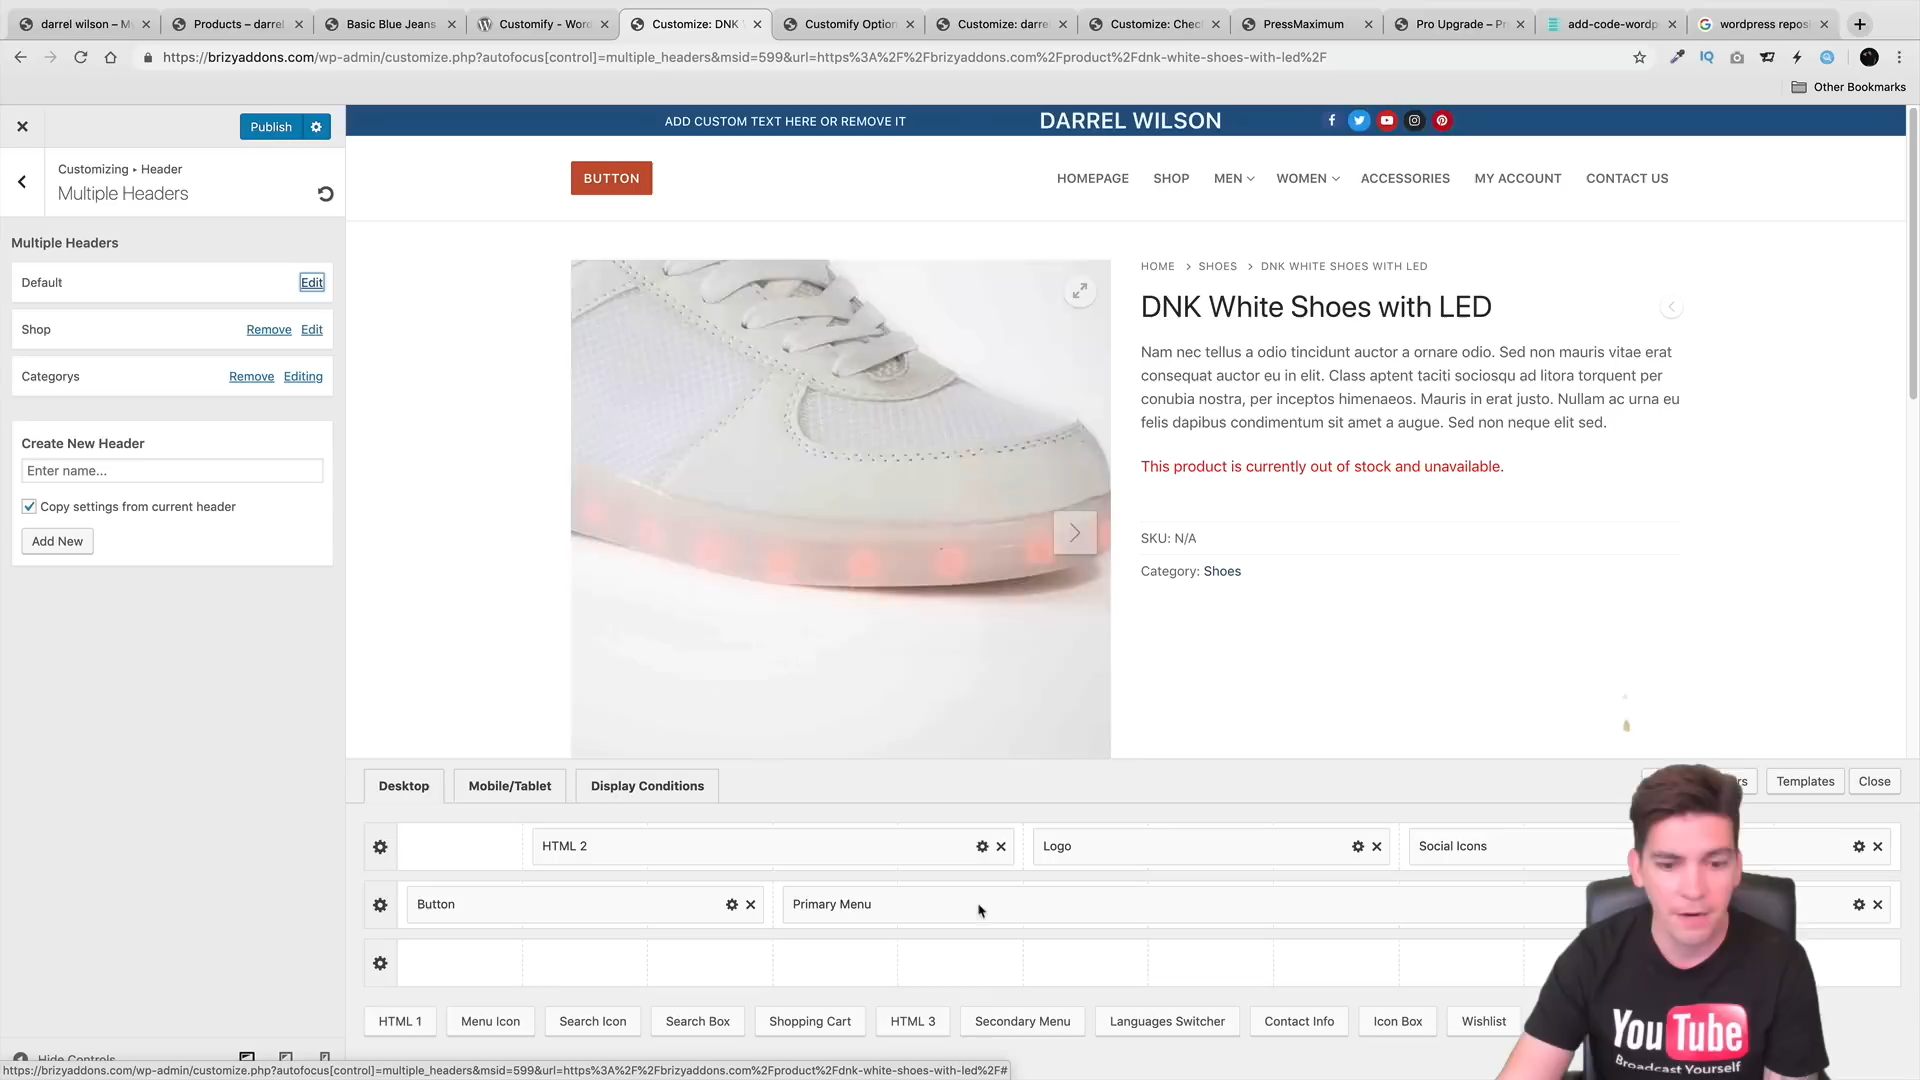 darrel wilson – My
Products – darrel
Basic Blue Jeans
Customify - Wor
Customize: DNK
Customify Option
Customize: darre
Customize: Chec
PressMaximum
Pro Upgrade – Pr
add-code-wordp
wordpress repos
https://brizyaddons.com/wp-admin/customize.php?autofocus[control]=multiple_headers&msid=599&url=https%3A%2F%2Fbrizyaddons.com%2Fproduct%2Fdnk-white-shoes-with-led%2F
IQ
Other Bookmarks
Publish
ADD CUSTOM TEXT HERE OR REMOVE IT
DARREL WILSON
Customizing ▸ Header
Multiple Headers
BUTTON
HOMEPAGE
SHOP
MEN
WOMEN
ACCESSORIES
MY ACCOUNT
CONTACT US
Multiple Headers
Default
Edit
Shop
Remove
Edit
Categorys
Remove
Editing
Create New Header
Enter name...
Copy settings from current header
Add New
HOME > SHOES > DNK WHITE SHOES WITH LED
DNK White Shoes with LED
Nam nec tellus a odio tincidunt auctor a ornare odio. Sed non mauris vitae erat
consequat auctor eu in elit. Class aptent taciti sociosqu ad litora torquent per
conubia nostra, per inceptos himenaeos. Mauris in erat justo. Nullam ac urna eu
felis dapibus condimentum sit amet a augue. Sed non neque elit sed.
This product is currently out of stock and unavailable.
SKU: N/A
Category: Shoes
Desktop
Mobile/Tablet
Display Conditions
Templates
Close
HTML 2
Logo
Social Icons
Button
Primary Menu
HTML 1
Menu Icon
Search Icon
Search Box
Shopping Cart
HTML 3
Secondary Menu
Languages Switcher
Contact Info
Icon Box
Wishlist
Hide Controls
https://brizyaddons.com/wp-admin/customize.php?autofocus[control]=multiple_headers&msid=599&url=https%3A%2F%2Fbrizyaddons.com%2Fproduct%2Fdnk-white-shoes-with-led%2F#
YouTube
Broadcast Yourself